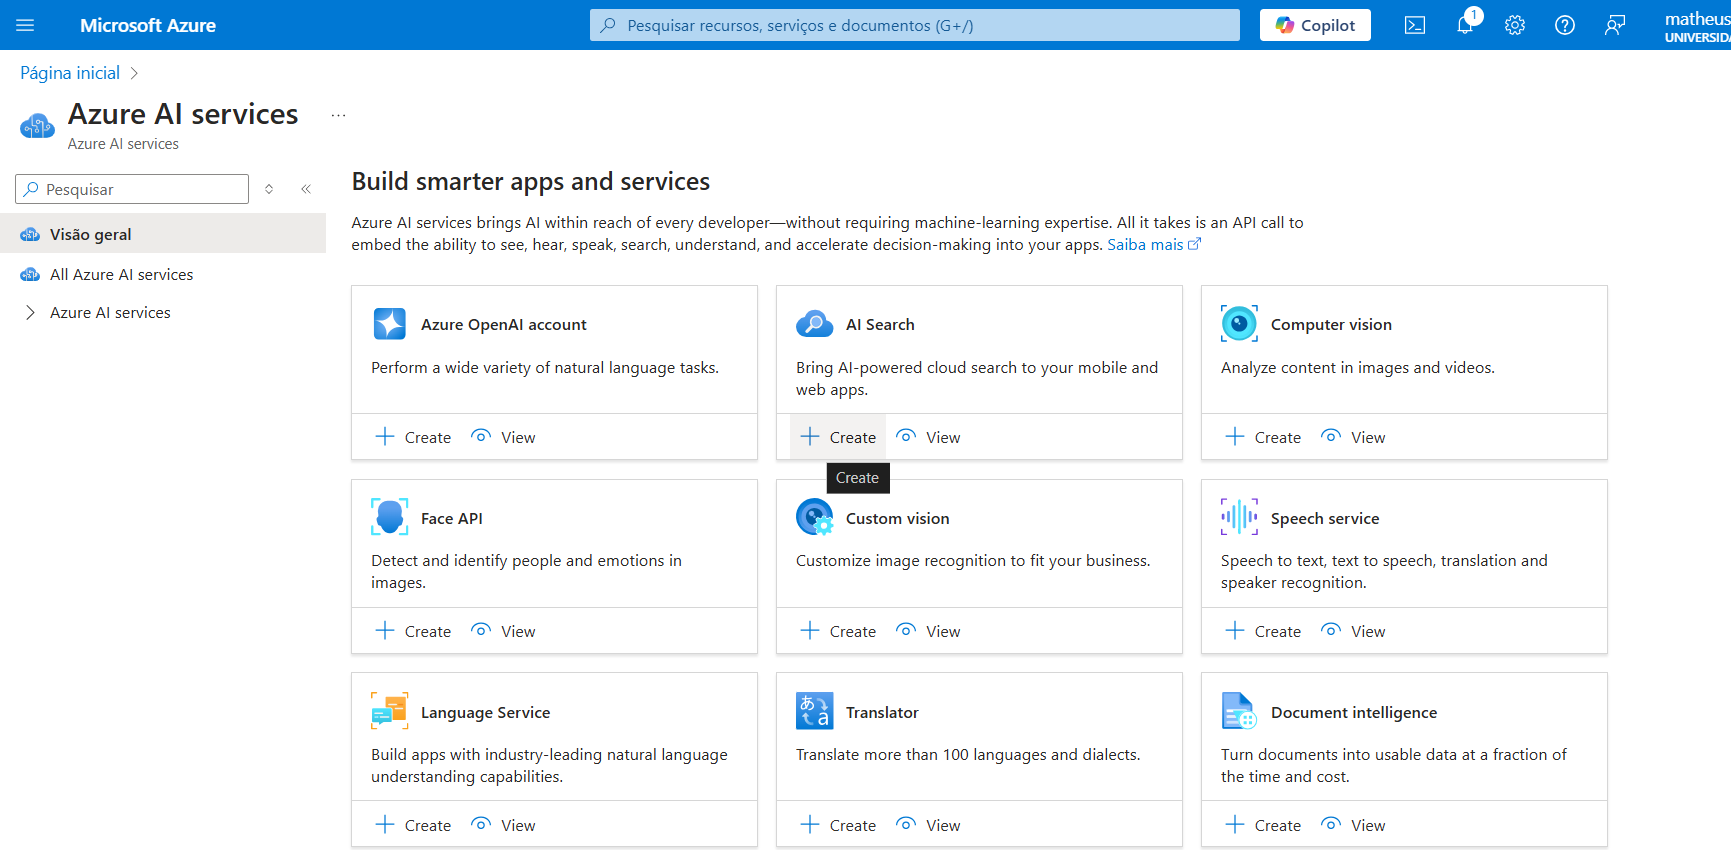 Microsoft Azure
Pesquisar recursos, serviços e documentos (G+/)
Copilot
1
matheus
UNIVERSIDA
Página inicial
Azure AI services
...
Azure AI services
Pesquisar
Visão geral
All Azure AI services
Azure AI services
Build smarter apps and services
Azure AI services brings AI within reach of every developer—without requiring machine-learning expertise. All it takes is an API call to
embed the ability to see, hear, speak, search, understand, and accelerate decision-making into your apps. Saiba mais
Azure OpenAI account
Perform a wide variety of natural language tasks.
Create View
AI Search
Bring AI-powered cloud search to your mobile and
web apps.
Create View
Create
Computer vision
Analyze content in images and videos.
Create View
Face API
Detect and identify people and emotions in
images.
Create View
Custom vision
Customize image recognition to fit your business.
Create View
Speech service
Speech to text, text to speech, translation and
speaker recognition.
Create View
Language Service
Build apps with industry-leading natural language
understanding capabilities.
Create View
あ
a
Translator
Translate more than 100 languages and dialects.
Create View
Document intelligence
Turn documents into usable data at a fraction of
the time and cost.
Create View